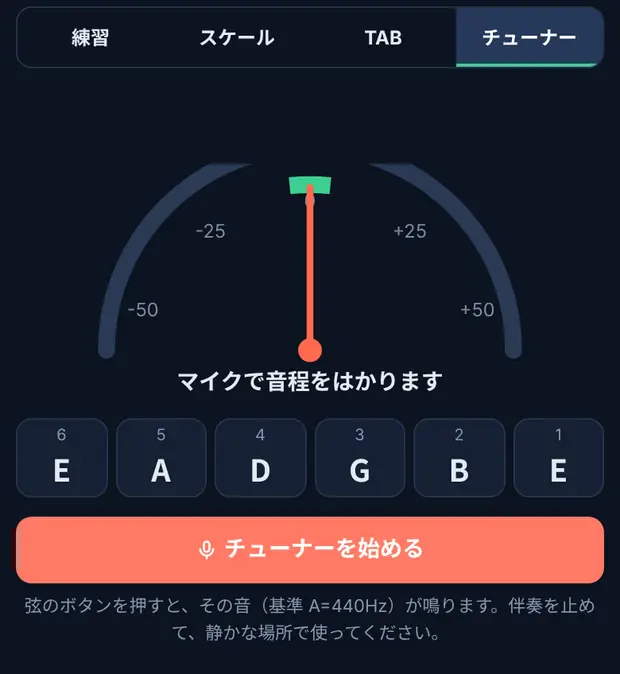 練習 スケール TAB チューナー
-25 +25
-50 +50
マイクで音程をはかります
6 5 4 3 2 1
E A D G B E
チューナーを始める
弦のボタンを押すと、その音（基準 A=440Hz）が鳴ります。伴奏を止め
て、静かな場所で使ってください。